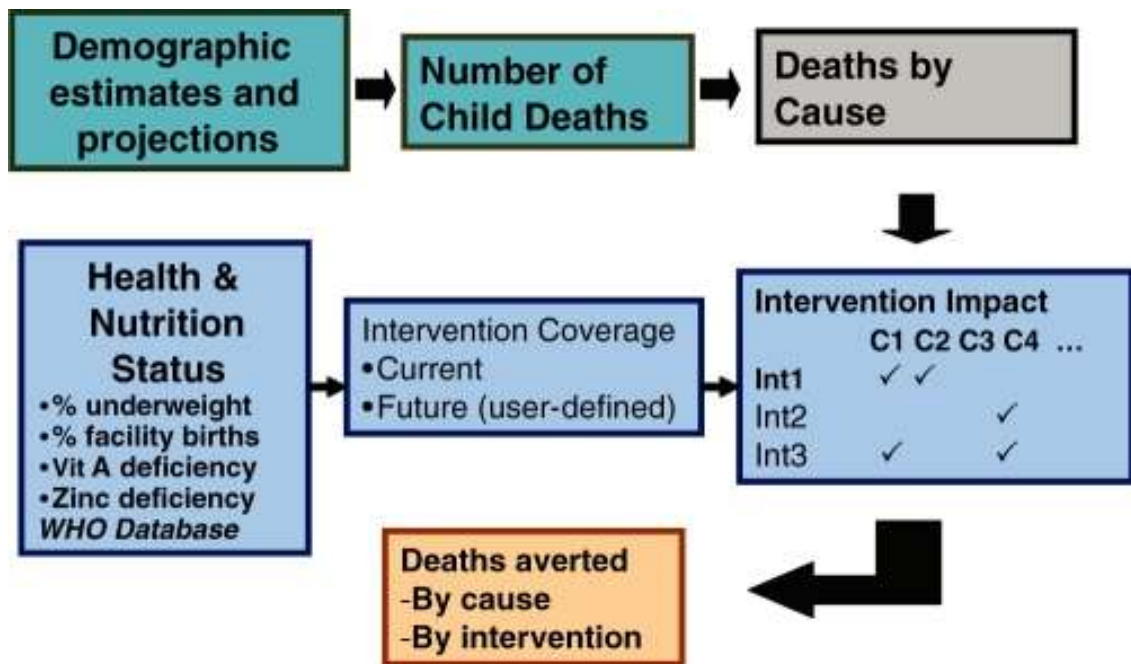 Demographic
estimates and
projections
Number of
Child Deaths
Deaths by
Cause
Health &
Nutrition
Status
•% underweight
•% facility births
•Vit A deficiency
•Zinc deficiency
WHO Database
Intervention Coverage
•Current
•Future (user-defined)
Intervention Impact
C1 C2 C3 C4 ...
Int1 ✓ ✓
Int2 ✓
Int3 ✓ ✓
Deaths averted
-By cause
-By intervention